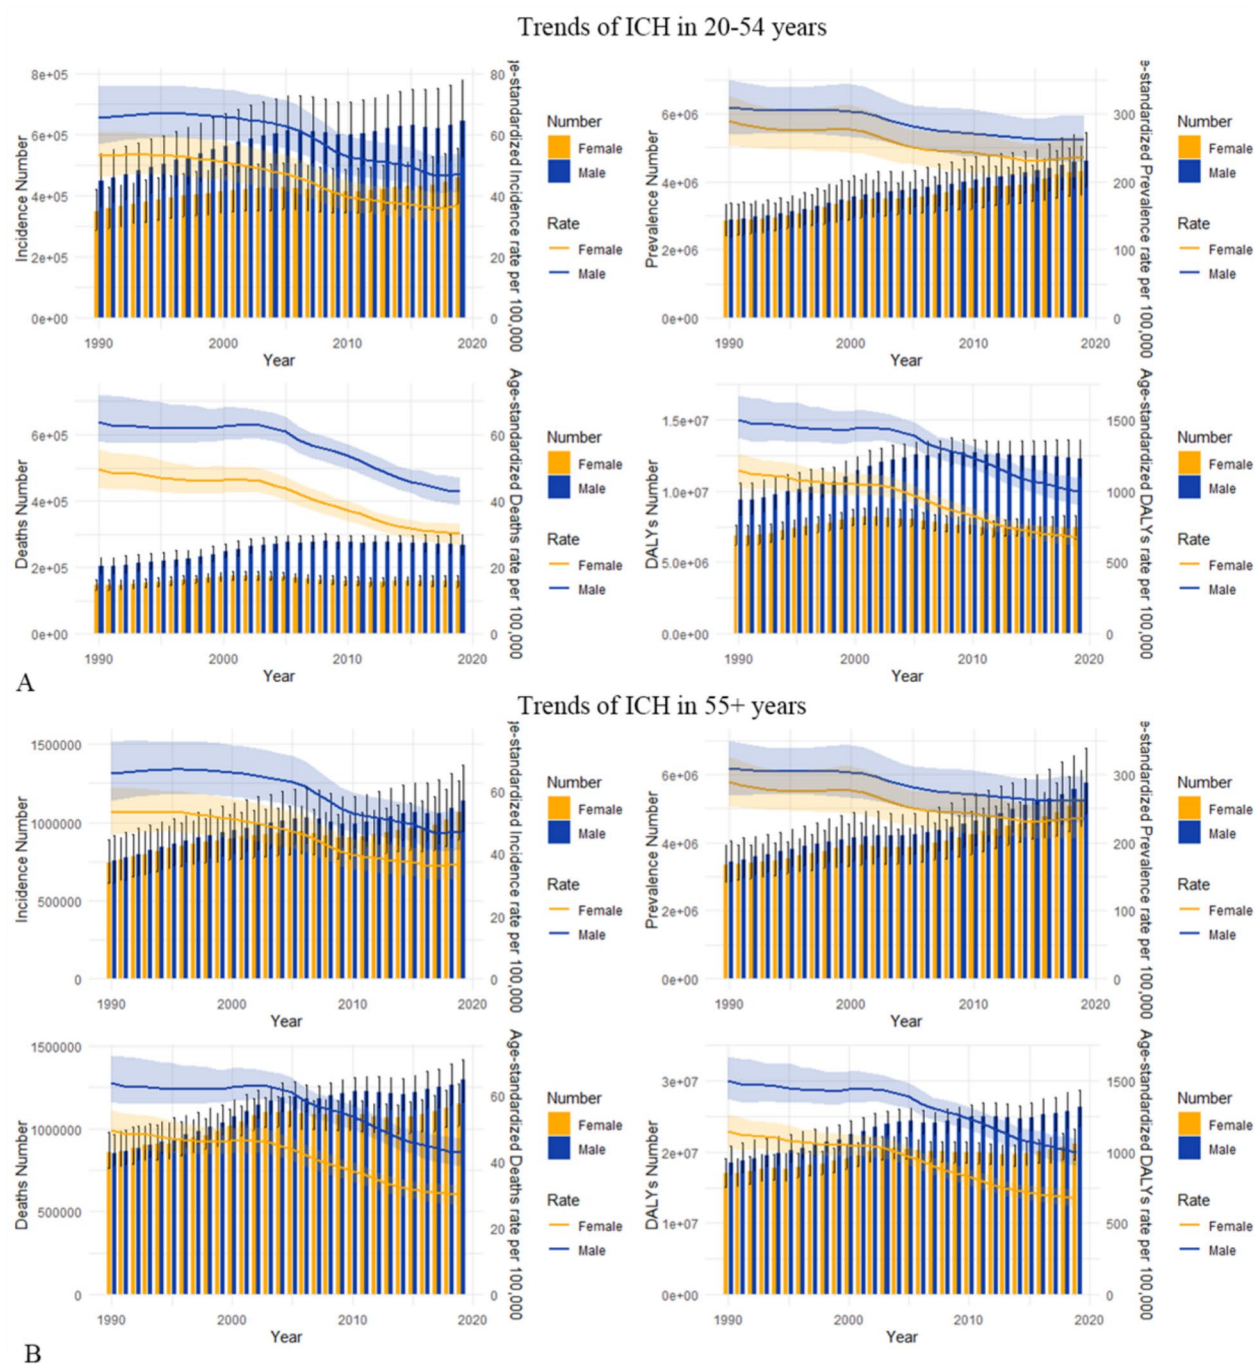 Trends of ICH in 20-54 years
8e+05
6e+05
4e+05
2e+05
0e+00
Incidence Number
80
60
40
20
0
ge-standardized Incidence rate per 100,000
1990 2000 2010 2020
Year
Number
Female
Male
Rate
Female
Male
6e+06
4e+06
2e+06
0e+00
Prevalence Number
300
200
100
0
e-standardized Prevalence rate per 100,000
1990 2000 2010 2020
Year
Number
Female
Male
Rate
Female
Male
6e+05
4e+05
2e+05
0e+00
Deaths Number
60
40
20
0
Age-standardized Deaths rate per 100,000
1990 2000 2010 2020
Year
Number
Female
Male
Rate
Female
Male
1.5e+07
1.0e+07
5.0e+06
0.0e+00
DALYs Number
1500
1000
500
0
Age-standardized DALYs rate per 100,000
1990 2000 2010 2020
Year
Number
Female
Male
Rate
Female
Male
A
Trends of ICH in 55+ years
1500000
1000000
500000
0
Incidence Number
60
40
20
0
ge-standardized Incidence rate per 100,000
1990 2000 2010 2020
Year
Number
Female
Male
Rate
Female
Male
6e+06
4e+06
2e+06
0e+00
Prevalence Number
300
200
100
0
e-standardized Prevalence rate per 100,000
1990 2000 2010 2020
Year
Number
Female
Male
Rate
Female
Male
1500000
1000000
500000
0
Deaths Number
60
40
20
0
Age-standardized Deaths rate per 100,000
1990 2000 2010 2020
Year
Number
Female
Male
Rate
Female
Male
3e+07
2e+07
1e+07
0e+00
DALYs Number
1500
1000
500
0
Age-standardized DALYs rate per 100,000
1990 2000 2010 2020
Year
Number
Female
Male
Rate
Female
Male
B